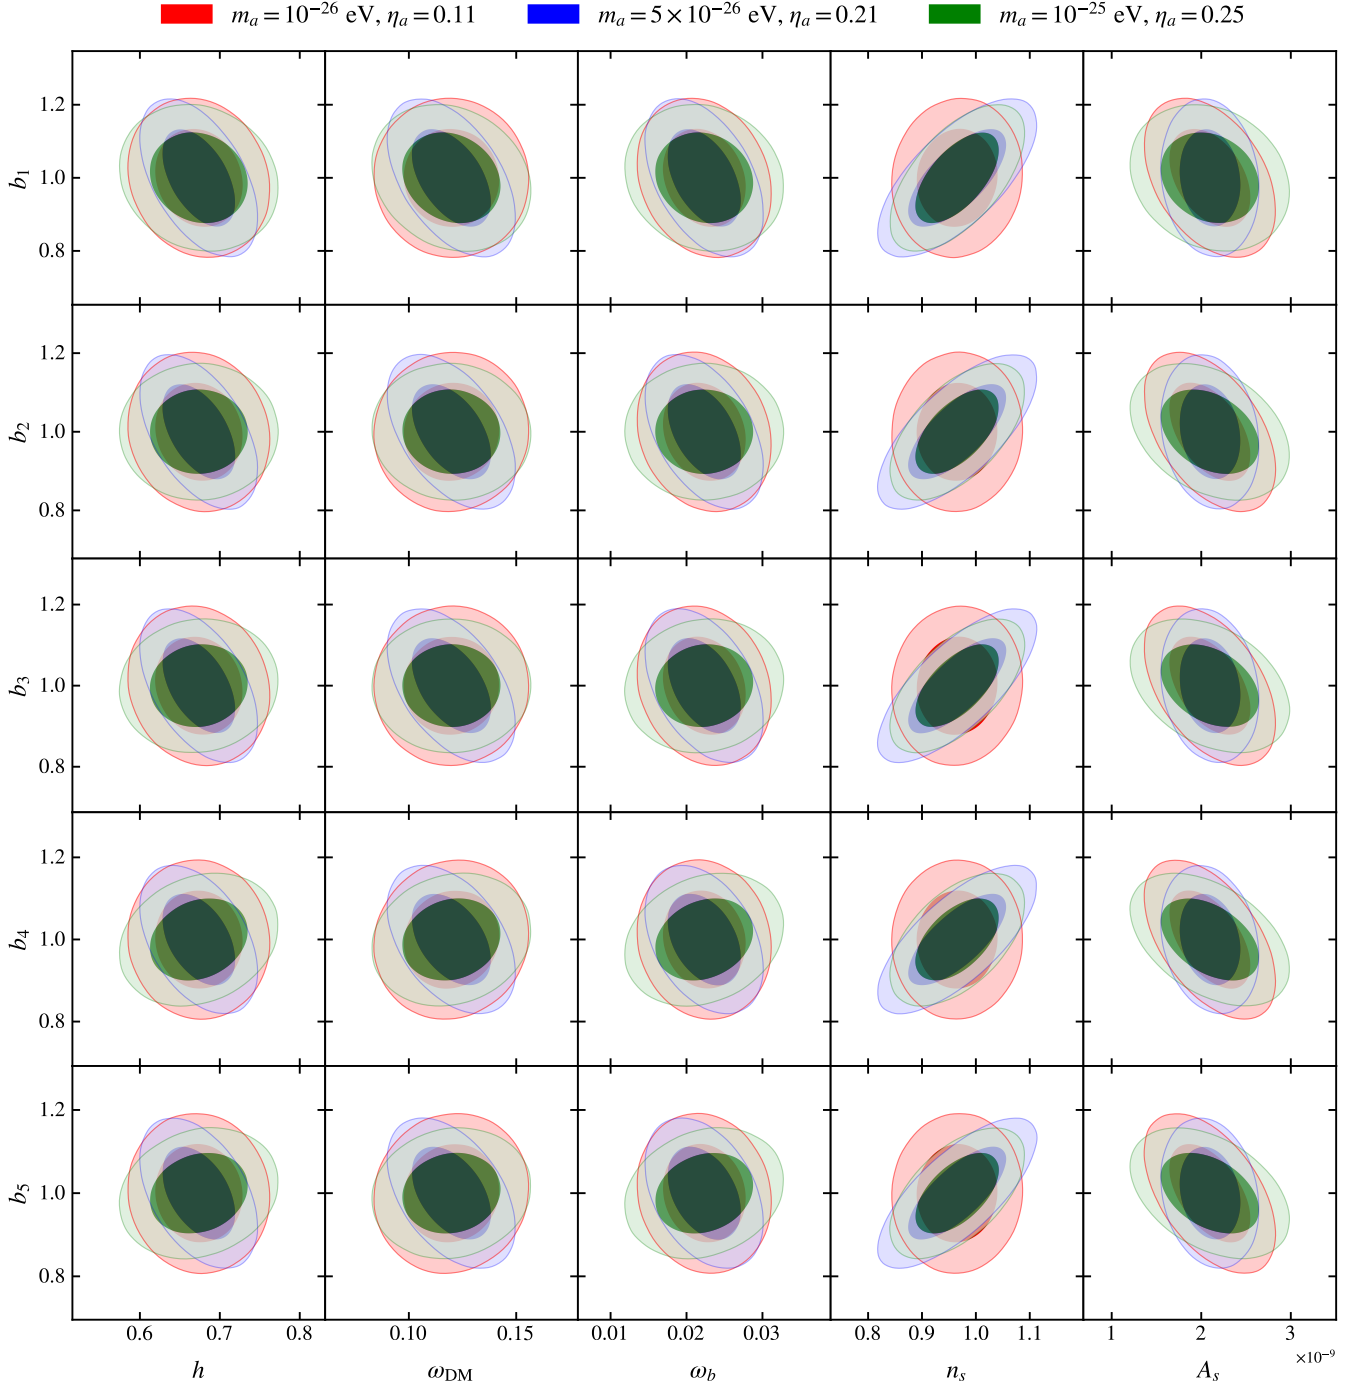 m_a = 10^{-26} eV, η_a = 0.11 m_a = 5×10^{-26} eV, η_a = 0.21 m_a = 10^{-25} eV, η_a = 0.25
1.2
b_1 1.0
0.8
1.2
b_2 1.0
0.8
1.2
b_3 1.0
0.8
1.2
b_4 1.0
0.8
1.2
b_5 1.0
0.8
0.6 0.7 0.8 0.10 0.15 0.01 0.02 0.03 0.8 0.9 1.0 1.1 1 2 3
×10^{-9}
h ω_{DM} ω_b n_s A_s